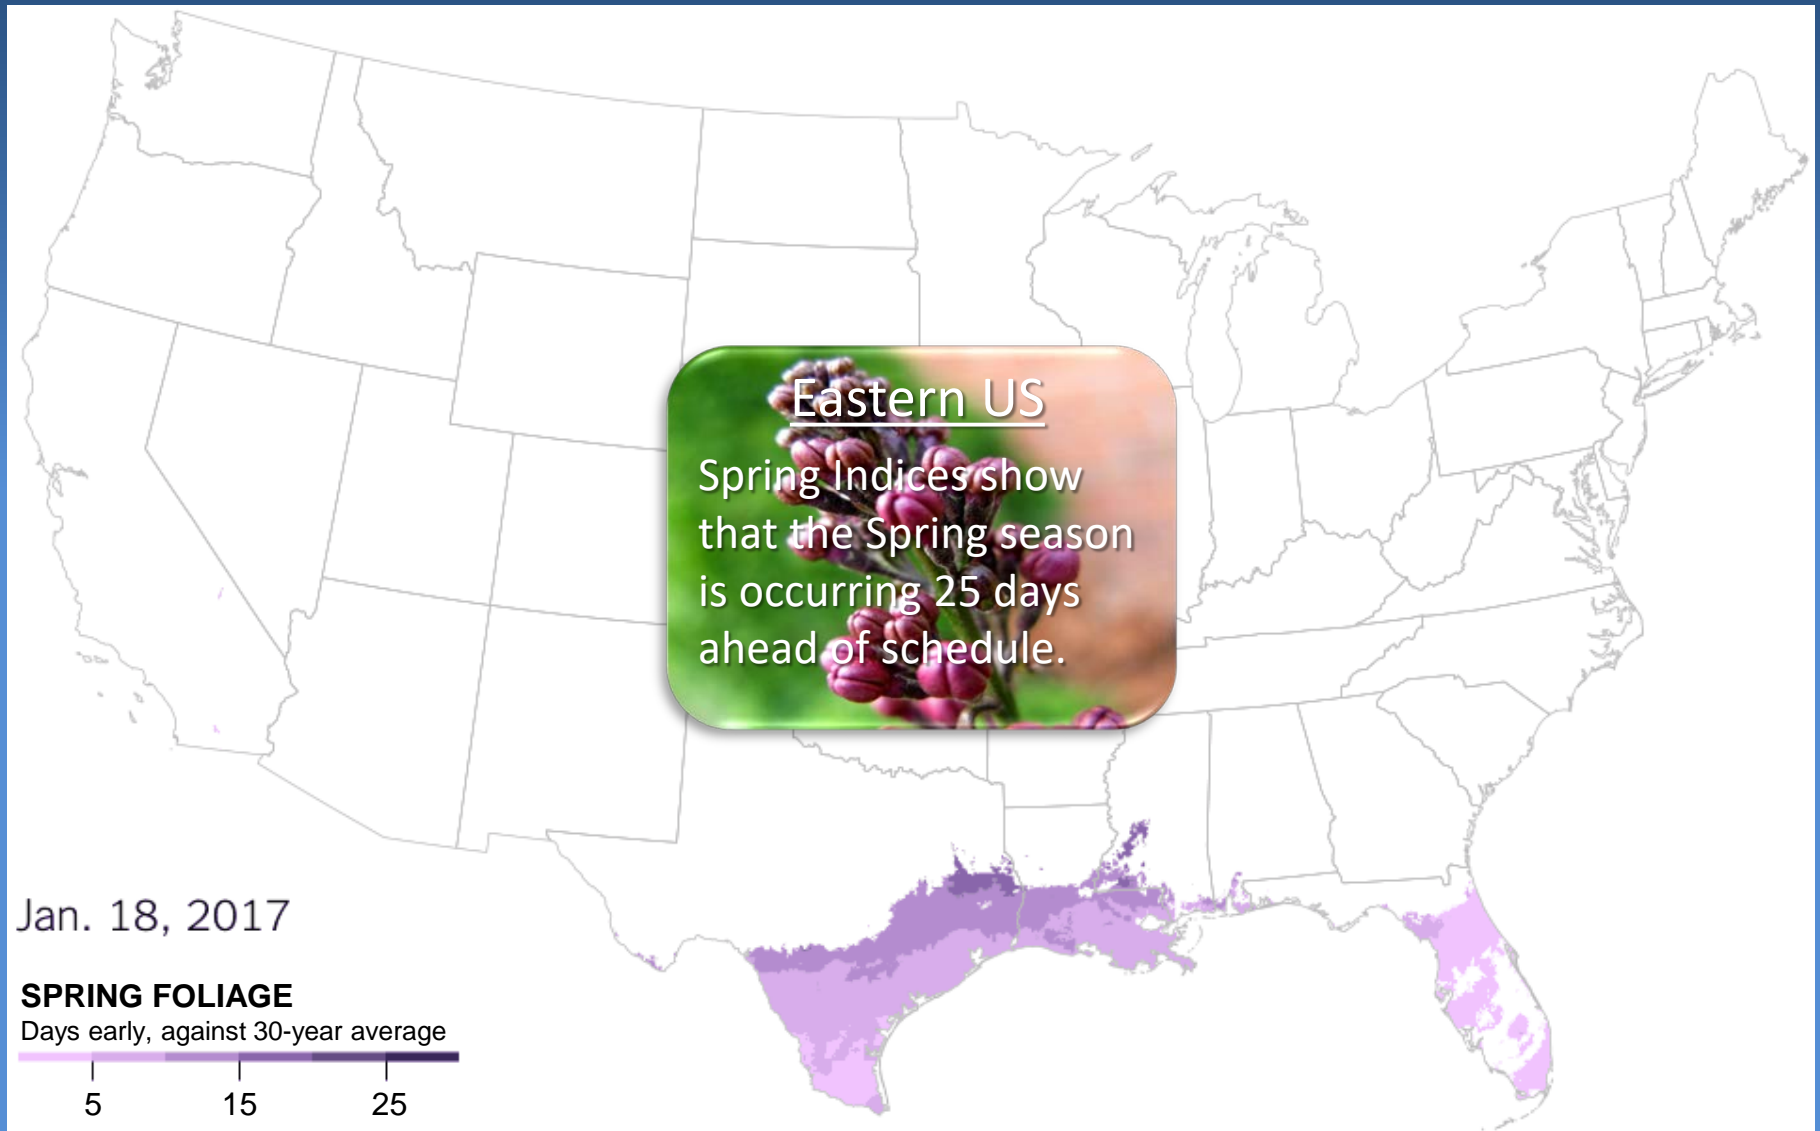 Eastern US
Spring Indices show
that the Spring season
is occurring 25 days
ahead of schedule.
Jan. 18, 2017
SPRING FOLIAGE
Days early, against 30-year average
5 15 25